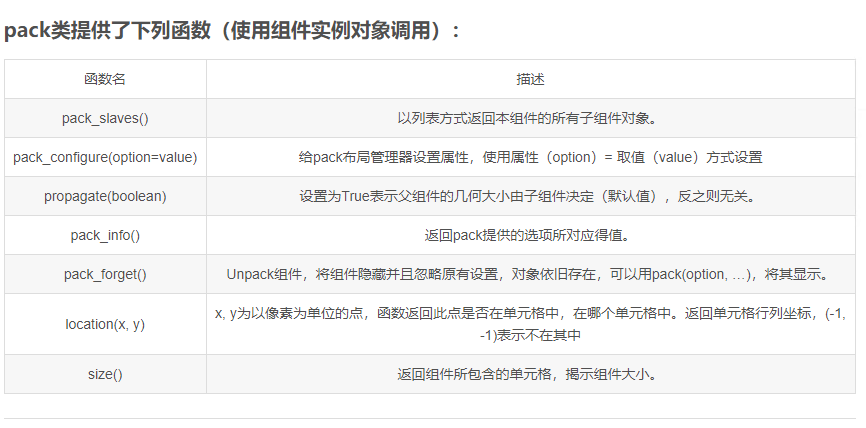 pack类提供了下列函数（使用组件实例对象调用）：
函数名 描述
pack_slaves() 以列表方式返回本组件的所有子组件对象。
pack_configure(option=value) 给pack布局管理器设置属性，使用属性（option）= 取值（value）方式设置
propagate(boolean) 设置为True表示父组件的几何大小由子组件决定（默认值），反之则无关。
pack_info() 返回pack提供的选项所对应得值。
pack_forget() Unpack组件，将组件隐藏并且忽略原有设置，对象依旧存在，可以用pack(option, …)，将其显示。
location(x, y) x, y为以像素为单位的点，函数返回此点是否在单元格中，在哪个单元格中。返回单元格行列坐标，(-1,
-1)表示不在其中
size() 返回组件所包含的单元格，揭示组件大小。